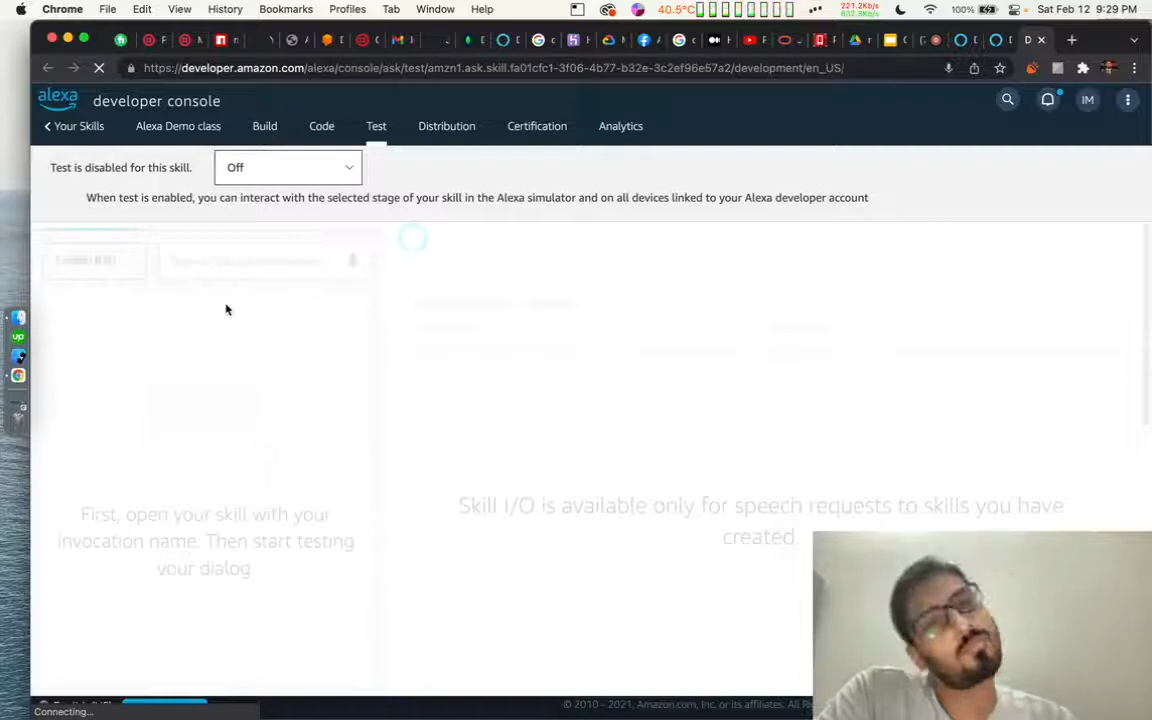 Chrome File Edit View History Bookmarks Profiles Tab Window Help 40.5°C 100% Sat Feb 12 9:29 PM
https://developer.amazon.com/alexa/console/ask/test/amzn1.ask.skill.fa01cfc1-3f06-4b77-b32e-3c2ef96e57a2/development/en_US/
alexa developer console IM
Your Skills Alexa Demo class Build Code Test Distribution Certification Analytics
Test is disabled for this skill. Off
When test is enabled, you can interact with the selected stage of your skill in the Alexa simulator and on all devices linked to your Alexa developer account
First, open your skill with your
invocation name. Then start testing
your dialog
Skill I/O is available only for speech requests to skills you have
created.
© 2010 - 2021, Amazon.com, Inc. or its affiliates. All
Connecting...